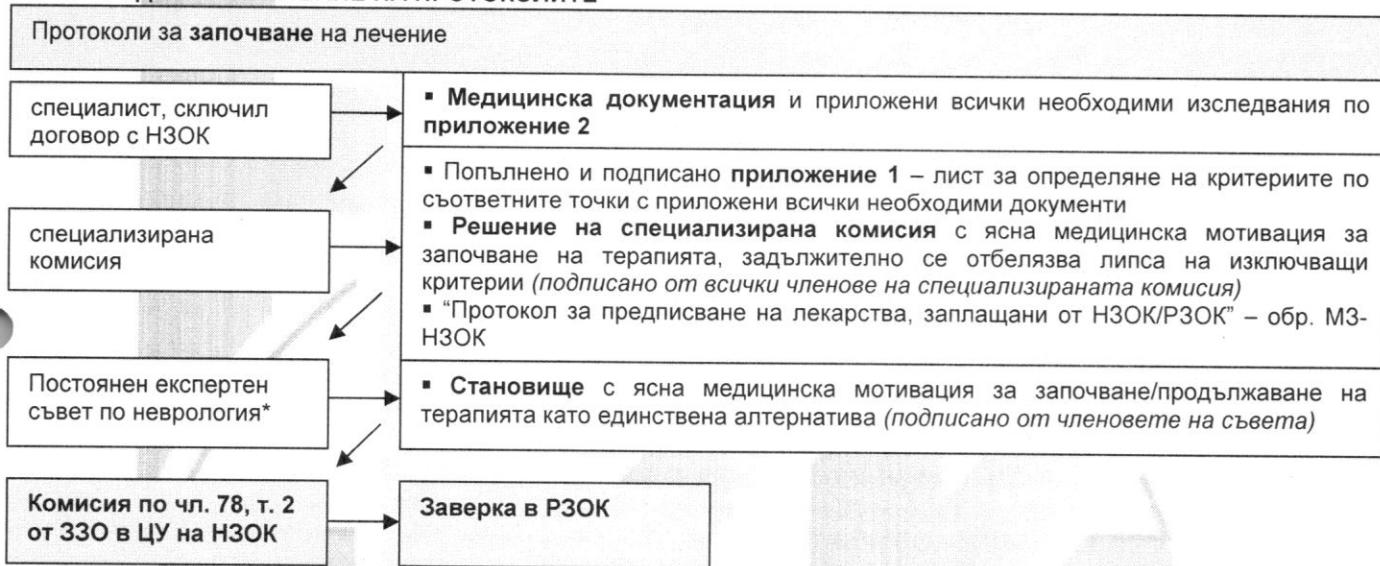 НА ПРОТОКОЛИТЕ
Протоколи за започване на лечение
специалист, сключил
договор с НЗОК
▪ Медицинска документация и приложени всички необходими изследвания по
приложение 2
▪ Попълнено и подписано приложение 1 – лист за определяне на критериите по
съответните точки с приложени всички необходими документи
специализирана
комисия
▪ Решение на специализирана комисия с ясна медицинска мотивация за
започване на терапията, задължително се отбелязва липса на изключващи
критерии (подписано от всички членове на специализираната комисия)
▪ "Протокол за предписване на лекарства, заплащани от НЗОК/РЗОК" – обр. МЗ-
НЗОК
Постоянен експертен
съвет по неврология*
▪ Становище с ясна медицинска мотивация за започване/продължаване на
терапията като единствена алтернатива (подписано от членовете на съвета)
Комисия по чл. 78, т. 2
от ЗЗО в ЦУ на НЗОК
Заверка в РЗОК